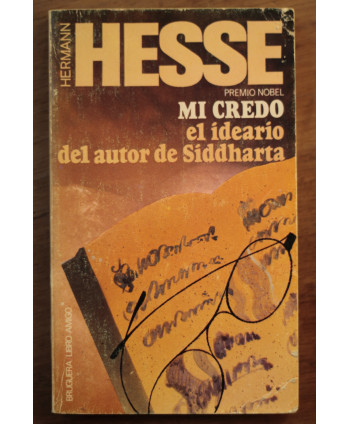 HERMANN
HESSE
PREMIO NOBEL
MI CREDO
el ideario
del autor de Siddharta
BRUGUERA LIBRO AMIGO